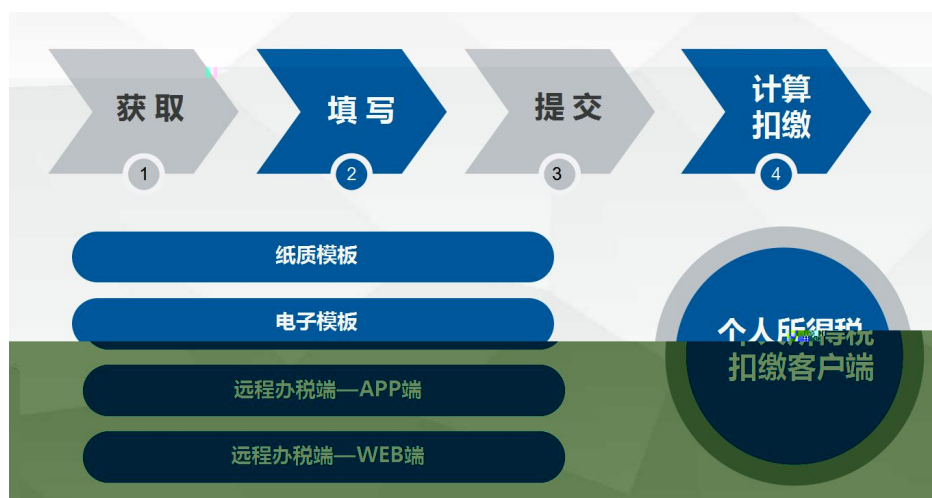 获取
填写
提交
计算
扣缴
1
2
3
4
纸质模板
电子模板
远程办税端—APP端
远程办税端—WEB端
个人所得税
扣缴客户端